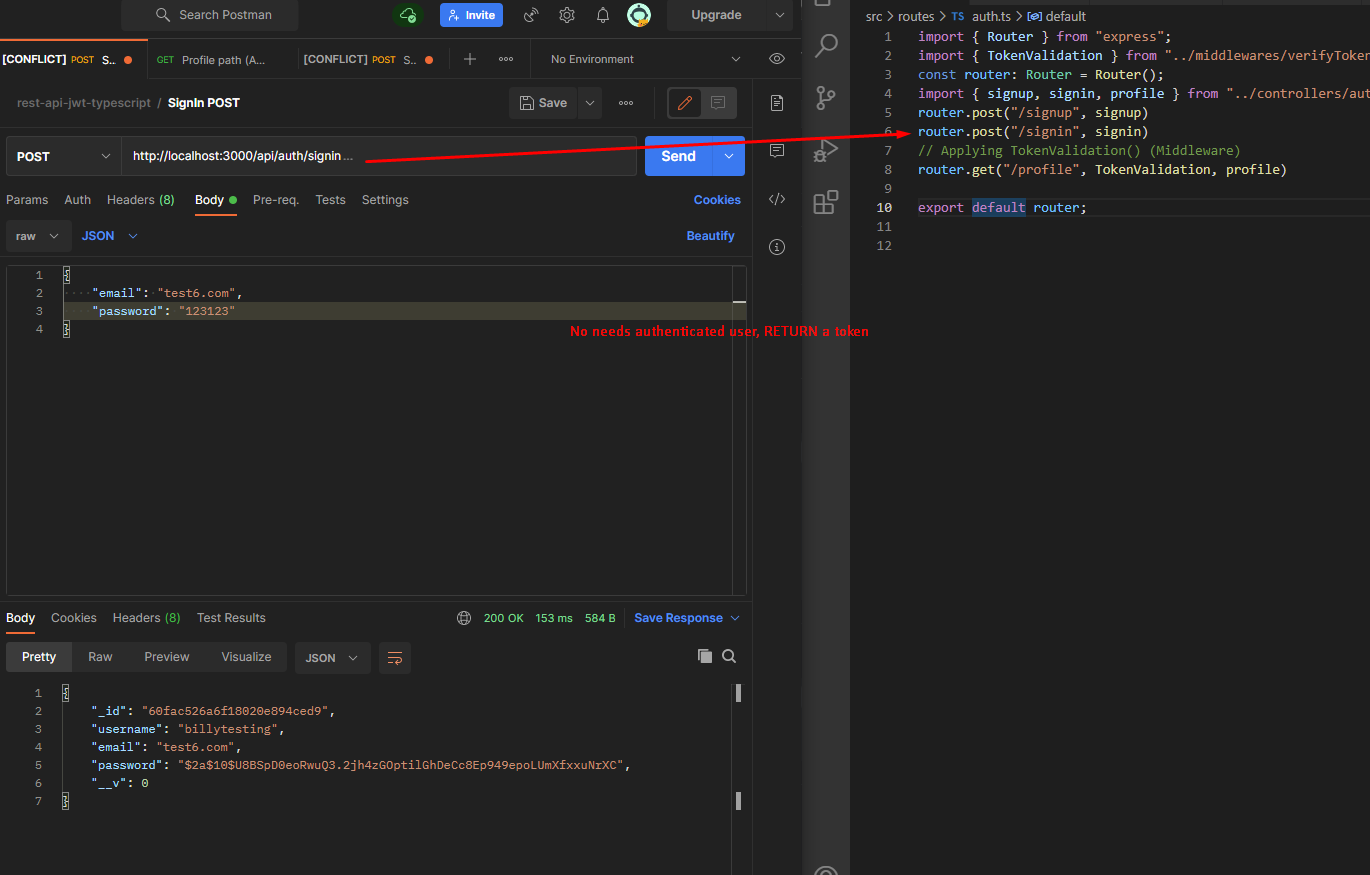 Search Postman
Invite
Upgrade
[CONFLICT] POST S..
GET Profile path (A...
[CONFLICT] POST S..
No Environment
rest-api-jwt-typescript / SignIn POST
Save
POST
http://localhost:3000/api/auth/signin...
Send
Params Auth Headers (8) Body Pre-req. Tests Settings
Cookies
raw JSON
Beautify
1 {
2 "email": "test6.com",
3 "password": "123123"
4 }
No needs authenticated user, RETURN a token
Body Cookies Headers (8) Test Results
200 OK 153 ms 584 B Save Response
Pretty Raw Preview Visualize JSON
1 {
2 "_id": "60fac526a6f18020e894ced9",
3 "username": "billytesting",
4 "email": "test6.com",
5 "password": "$2a$10$U8BSpD0eoRwuQ3.2jh4zGOptilGhDeCc8Ep949epoLUmXfxxuNrXC",
6 "__v": 0
7 }
src > routes > TS auth.ts > default
1 import { Router } from "express";
2 import { TokenValidation } from "../middlewares/verifyToken
3 const router: Router = Router();
4 import { signup, signin, profile } from "../controllers/aut
5 router.post("/signup", signup)
6 router.post("/signin", signin)
7 // Applying TokenValidation() (Middleware)
8 router.get("/profile", TokenValidation, profile)
9
10 export default router;
11
12